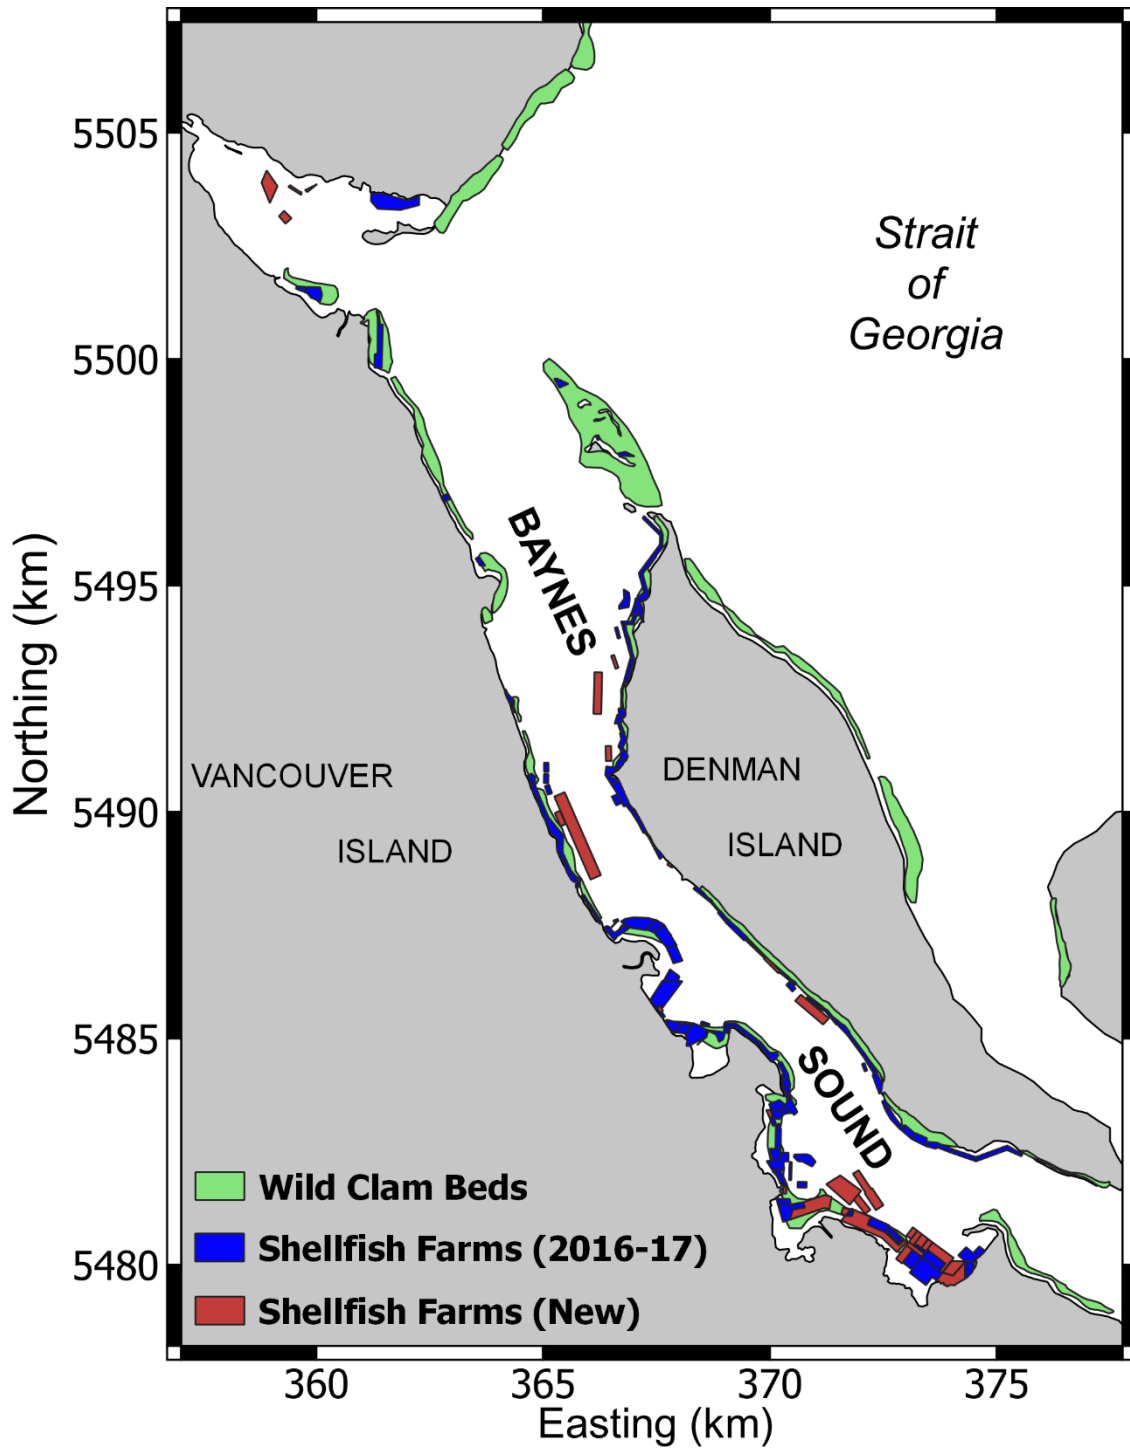 5505
Strait
of
Georgia
5500
BAYNES
5495
Northing (km)
VANCOUVER
ISLAND
DENMAN
ISLAND
5490
5485
SOUND
Wild Clam Beds
Shellfish Farms (2016-17)
5480
Shellfish Farms (New)
360 365 370 375
Easting (km)